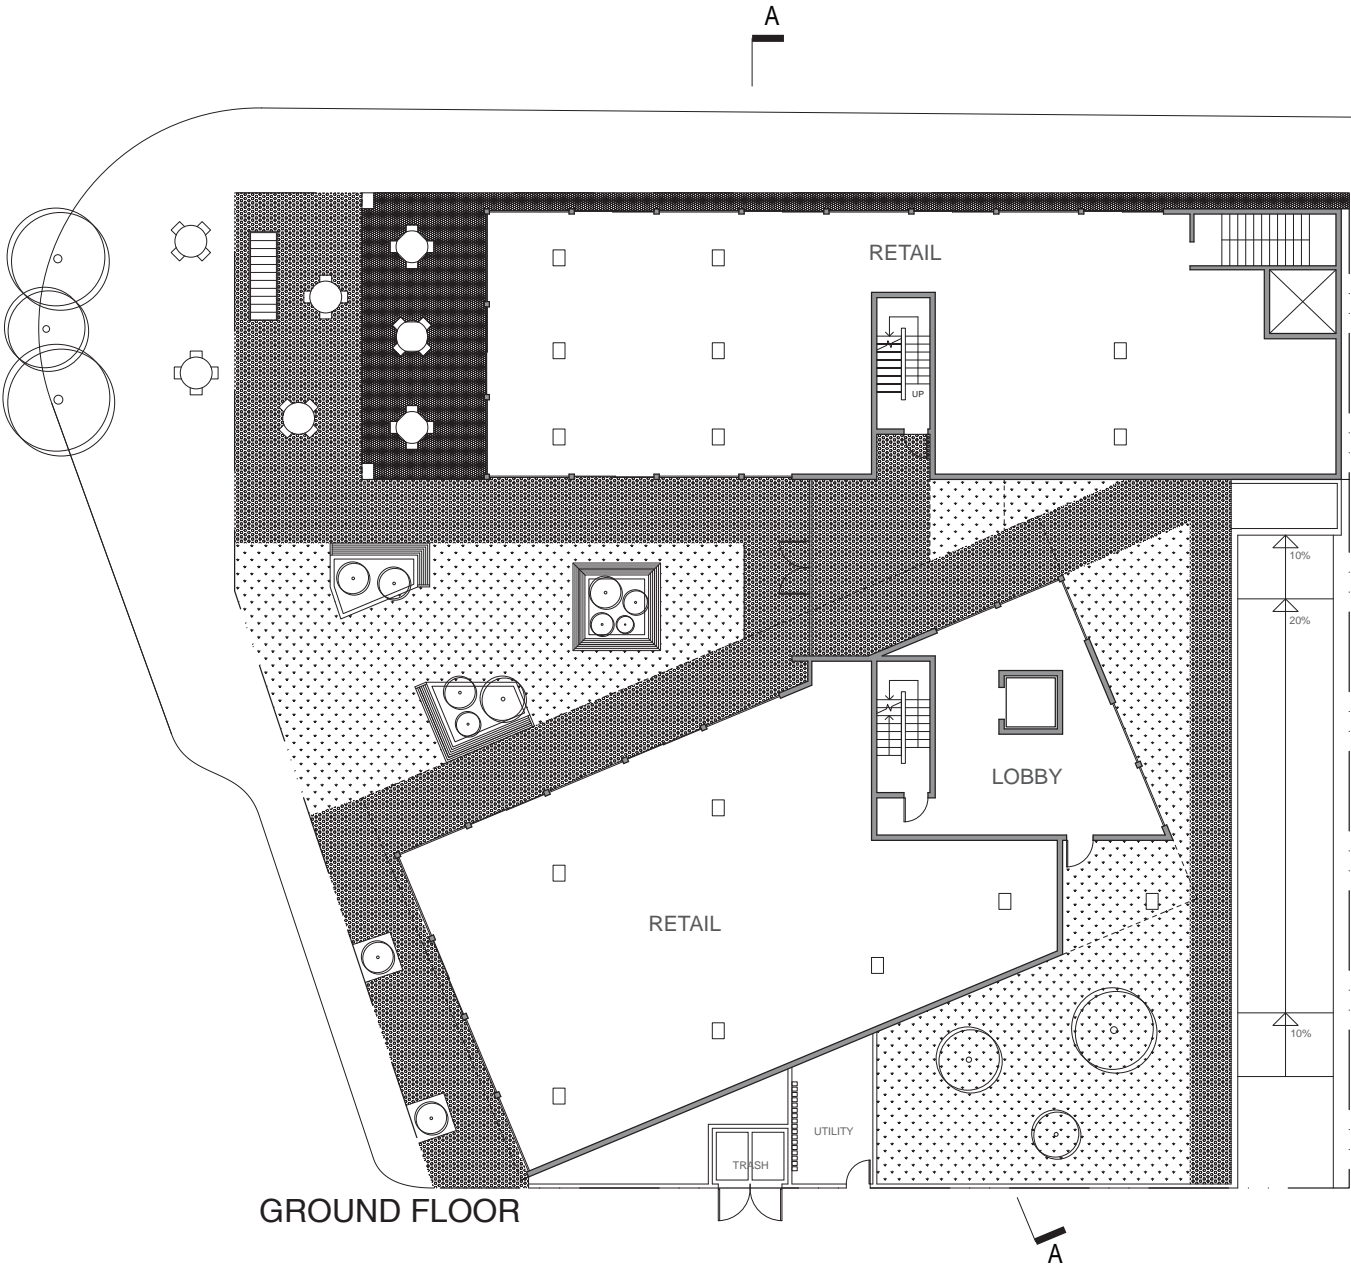 A
RETAIL
UP
10%
20%
LOBBY
RETAIL
10%
UTILITY
TRASH
GROUND FLOOR
A